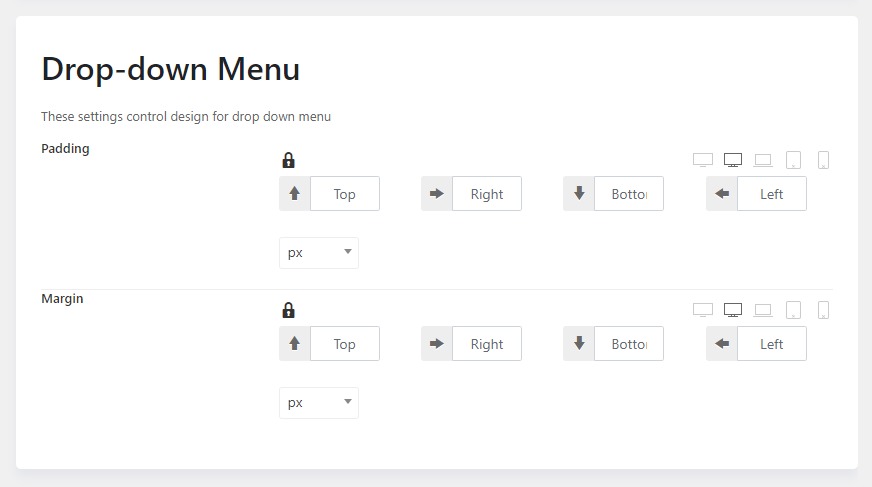 Drop-down Menu
These settings control design for drop down menu
Padding
Top Right Bottor Left
px
Margin
Top Right Bottor Left
px